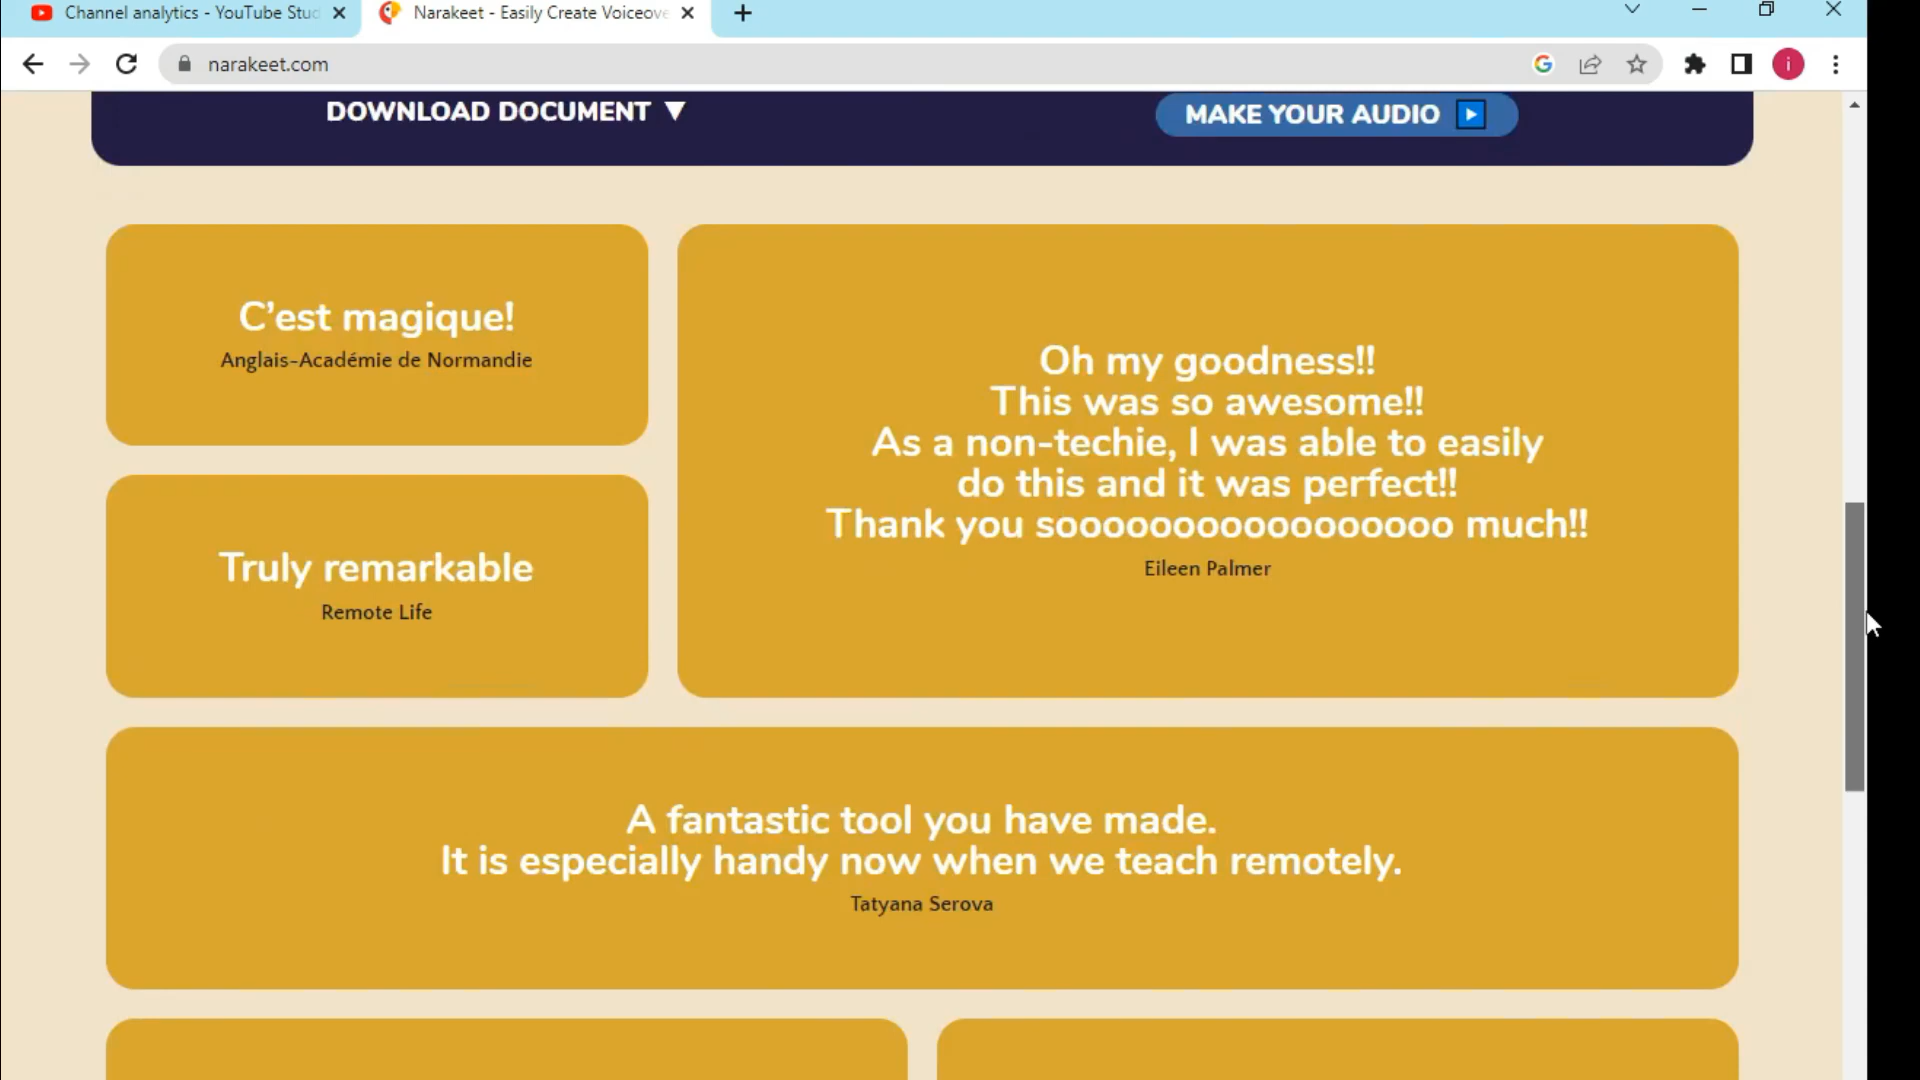 Channel analytics - YouTube Stud
Narakeet - Easily Create Voiceove
narakeet.com
i
DOWNLOAD DOCUMENT ▼
MAKE YOUR AUDIO ▶
C’est magique!
Anglais-Académie de Normandie
Oh my goodness!!
This was so awesome!!
As a non-techie, I was able to easily
do this and it was perfect!!
Thank you sooooooooooooooooo much!!
Eileen Palmer
Truly remarkable
Remote Life
A fantastic tool you have made.
It is especially handy now when we teach remotely.
Tatyana Serova